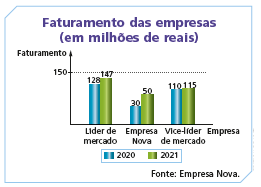 Faturamento das empresas
(em milhões de reais)
Faturamento
150
128
147
30
50
110
115
Líder de
mercado
Empresa
Nova
Vice-líder
de mercado
Empresa
2020
2021
Fonte: Empresa Nova.